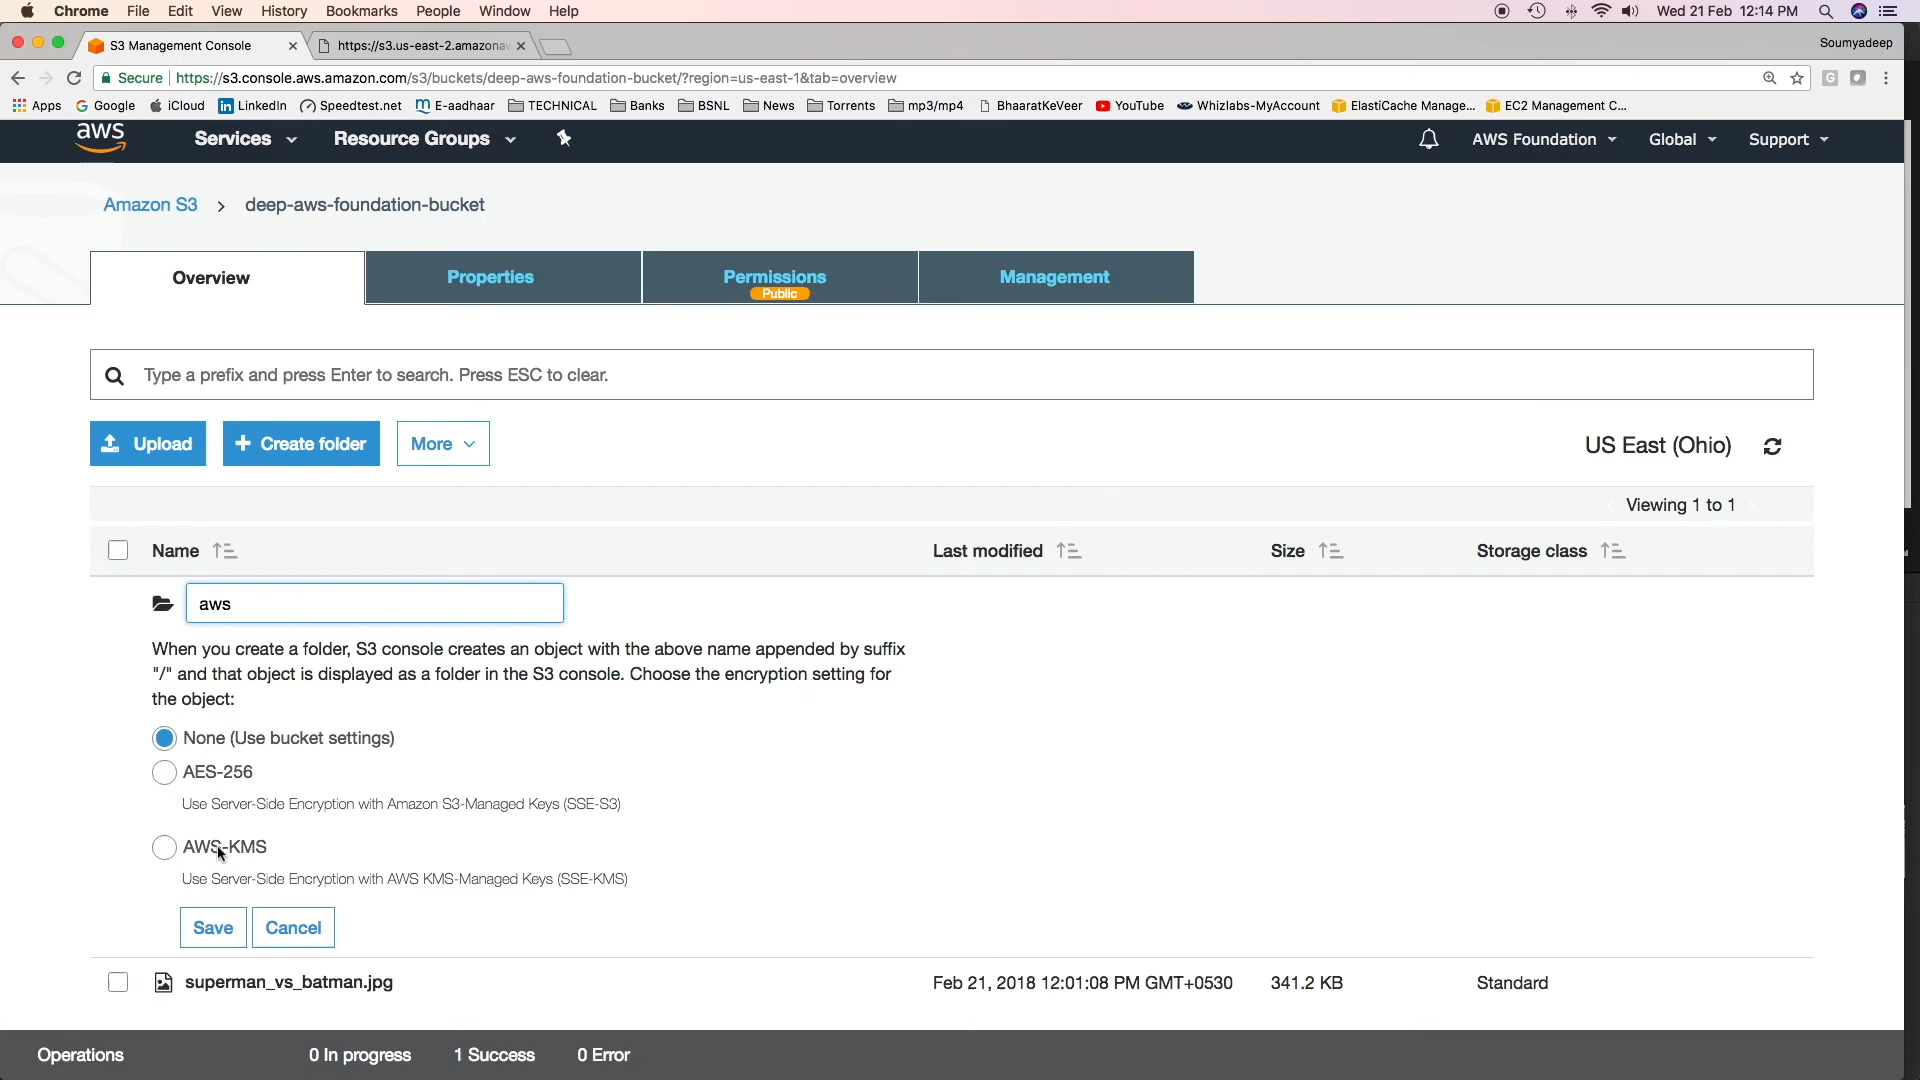 Chrome File Edit View History Bookmarks People Window Help Wed 21 Feb 12:14 PM
S3 Management Console https://s3.us-east-2.amazonaw Soumyadeep
Secure https://s3.console.aws.amazon.com/s3/buckets/deep-aws-foundation-bucket/?region=us-east-1&tab=overview
Apps Google iCloud LinkedIn Speedtest.net E-aadhaar TECHNICAL Banks BSNL News Torrents mp3/mp4 BhaaratKeVeer YouTube Whizlabs-MyAccount ElastiCache Manage... EC2 Management C...
aws Services Resource Groups AWS Foundation Global Support
Amazon S3 > deep-aws-foundation-bucket
Overview Properties Permissions Management
Public
Type a prefix and press Enter to search. Press ESC to clear.
Upload + Create folder More US East (Ohio)
Viewing 1 to 1
Name Last modified Size Storage class
aws
When you create a folder, S3 console creates an object with the above name appended by suffix
"/" and that object is displayed as a folder in the S3 console. Choose the encryption setting for
the object:
None (Use bucket settings)
AES-256
Use Server-Side Encryption with Amazon S3-Managed Keys (SSE-S3)
AWS-KMS
Use Server-Side Encryption with AWS KMS-Managed Keys (SSE-KMS)
Save Cancel
superman_vs_batman.jpg Feb 21, 2018 12:01:08 PM GMT+0530 341.2 KB Standard
Operations 0 In progress 1 Success 0 Error